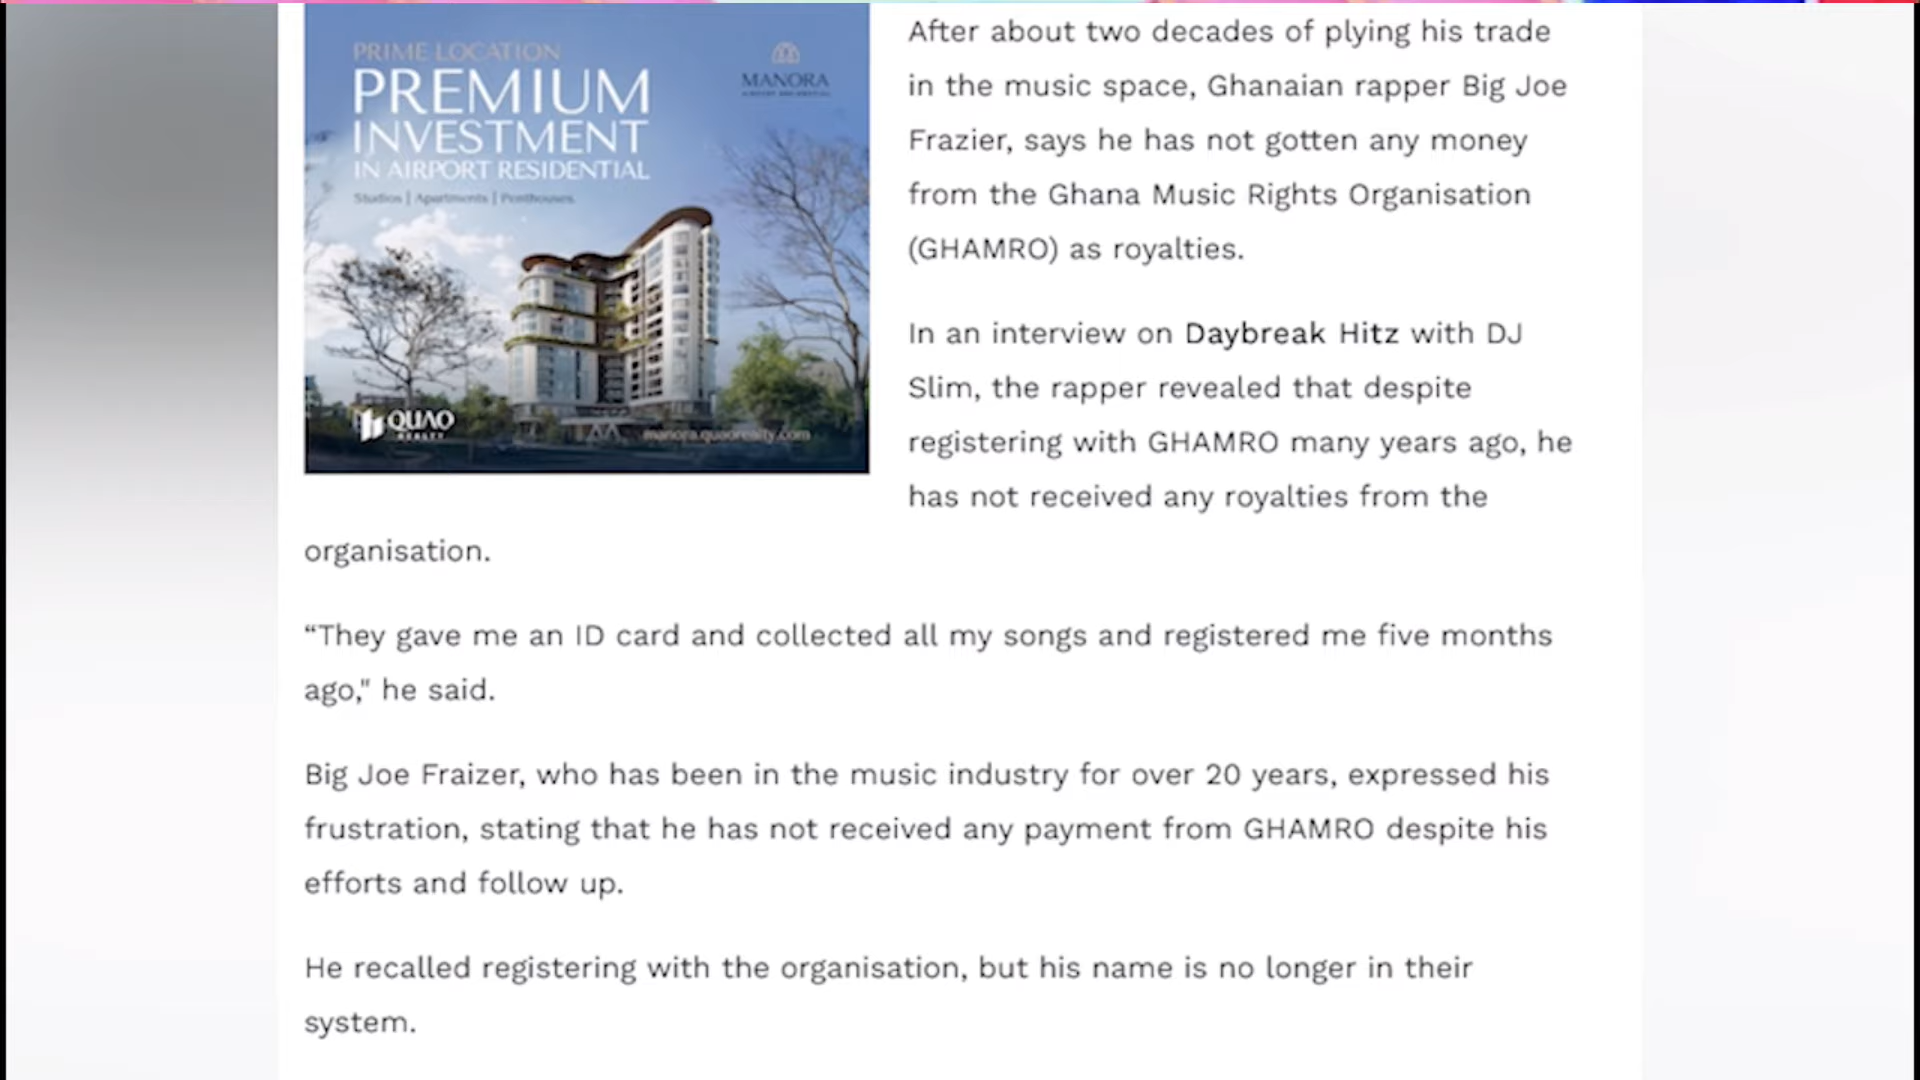 PRIME LOCATION
PREMIUM
INVESTMENT
IN AIRPORT RESIDENTIAL
Studios | Apartments | Penthouses
MANORA
AIRPORT RESIDENTIAL
QUAO
REALTY
manora.quaorealty.com
After about two decades of plying his trade
in the music space, Ghanaian rapper Big Joe
Frazier, says he has not gotten any money
from the Ghana Music Rights Organisation
(GHAMRO) as royalties.
In an interview on Daybreak Hitz with DJ
Slim, the rapper revealed that despite
registering with GHAMRO many years ago, he
has not received any royalties from the
organisation.
“They gave me an ID card and collected all my songs and registered me five months
ago," he said.
Big Joe Fraizer, who has been in the music industry for over 20 years, expressed his
frustration, stating that he has not received any payment from GHAMRO despite his
efforts and follow up.
He recalled registering with the organisation, but his name is no longer in their
system.